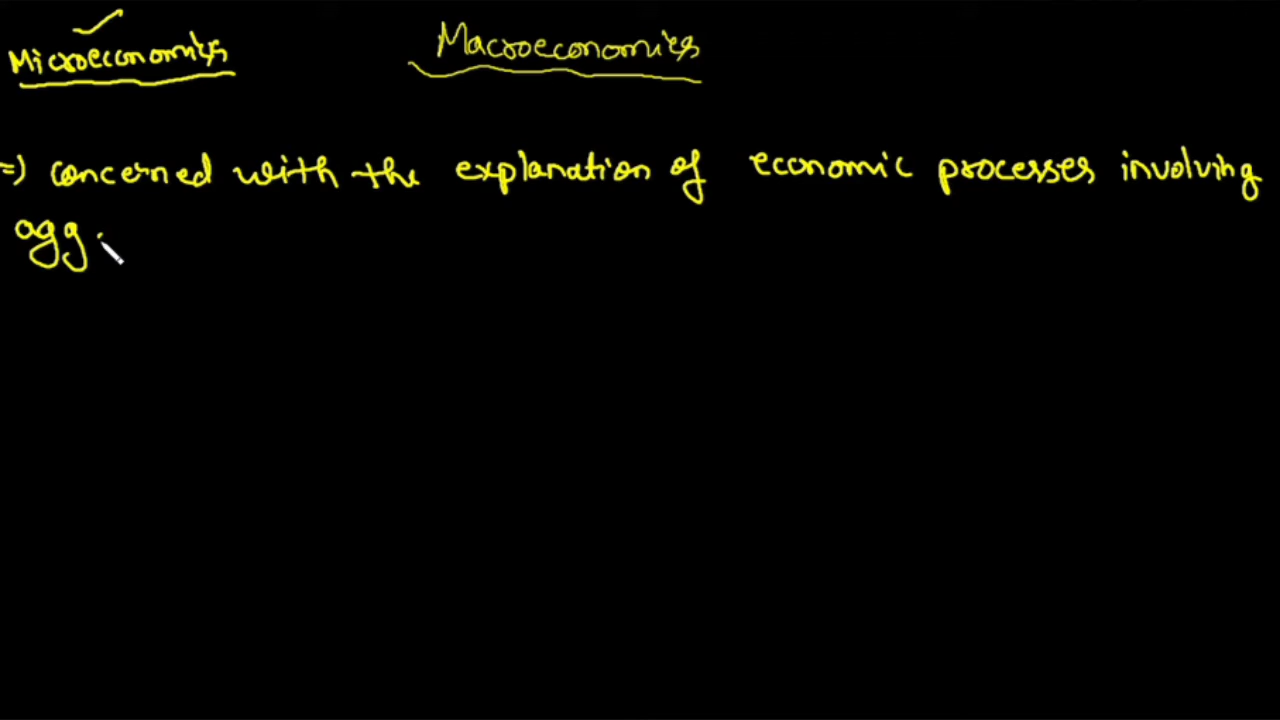 Microeconomics Macroeconomics
=) concerned with the explanation of economic processes involving
agg